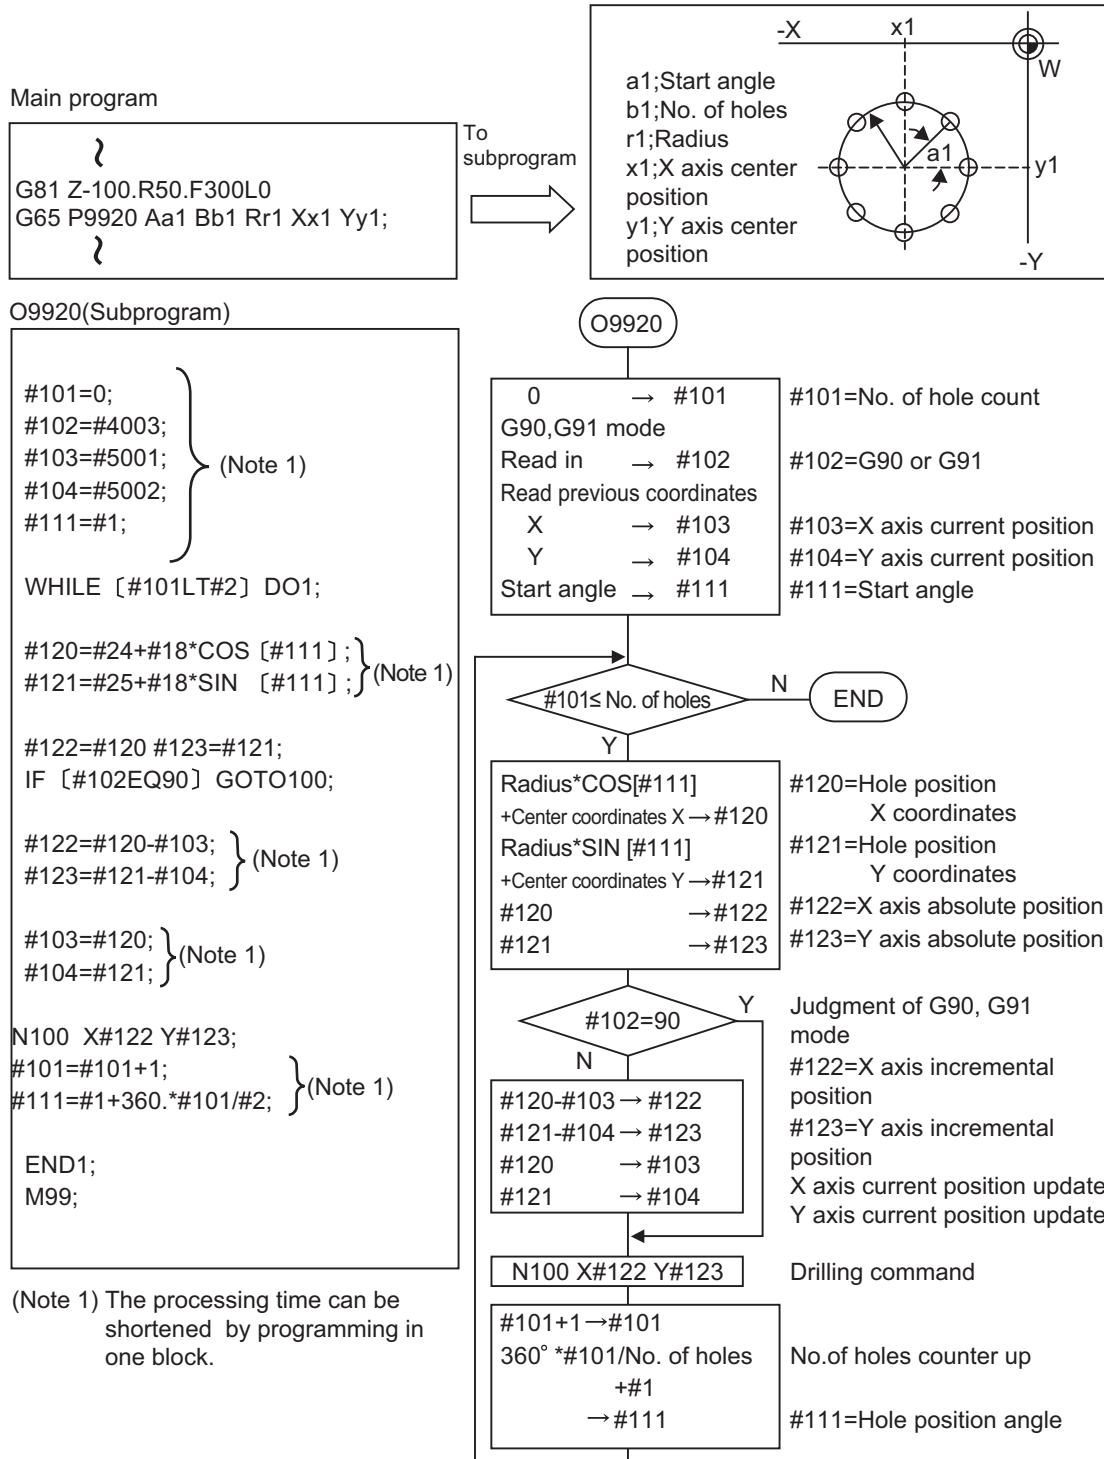 Main program
G81 Z-100.R50.F300L0
G65 P9920 Aa1 Bb1 Rr1 Xx1 Yy1;
To
subprogram
-X
x1
W
a1;Start angle
b1;No. of holes
r1;Radius
x1;X axis center
position
y1;Y axis center
position
a1
y1
-Y
O9920(Subprogram)
#101=0;
#102=#4003;
#103=#5001;
#104=#5002;
#111=#1;
(Note 1)
WHILE〔#101LT#2〕DO1;
#120=#24+#18*COS〔#111〕;
#121=#25+#18*SIN 〔#111〕;
(Note 1)
#122=#120 #123=#121;
IF〔#102EQ90〕GOTO100;
#122=#120-#103;
#123=#121-#104;
(Note 1)
#103=#120;
#104=#121;
(Note 1)
N100 X#122 Y#123;
#101=#101+1;
#111=#1+360.*#101/#2;
(Note 1)
END1;
M99;
(Note 1) The processing time can be
shortened by programming in
one block.
O9920
0 → #101
G90,G91 mode
Read in → #102
Read previous coordinates
X → #103
Y → #104
Start angle → #111
#101=No. of hole count
#102=G90 or G91
#103=X axis current position
#104=Y axis current position
#111=Start angle
#101≤ No. of holes
N
END
Y
Radius*COS[#111]
+Center coordinates X →#120
Radius*SIN [#111]
+Center coordinates Y →#121
#120 →#122
#121 →#123
#120=Hole position
X coordinates
#121=Hole position
Y coordinates
#122=X axis absolute position
#123=Y axis absolute position
#102=90
Y
N
Judgment of G90, G91
mode
#120-#103→ #122
#121-#104 → #123
#120 →#103
#121 →#104
#122=X axis incremental
position
#123=Y axis incremental
position
X axis current position update
Y axis current position update
N100 X#122 Y#123
Drilling command
#101+1→#101
360° *#101/No. of holes
+#1
→#111
No.of holes counter up
#111=Hole position angle